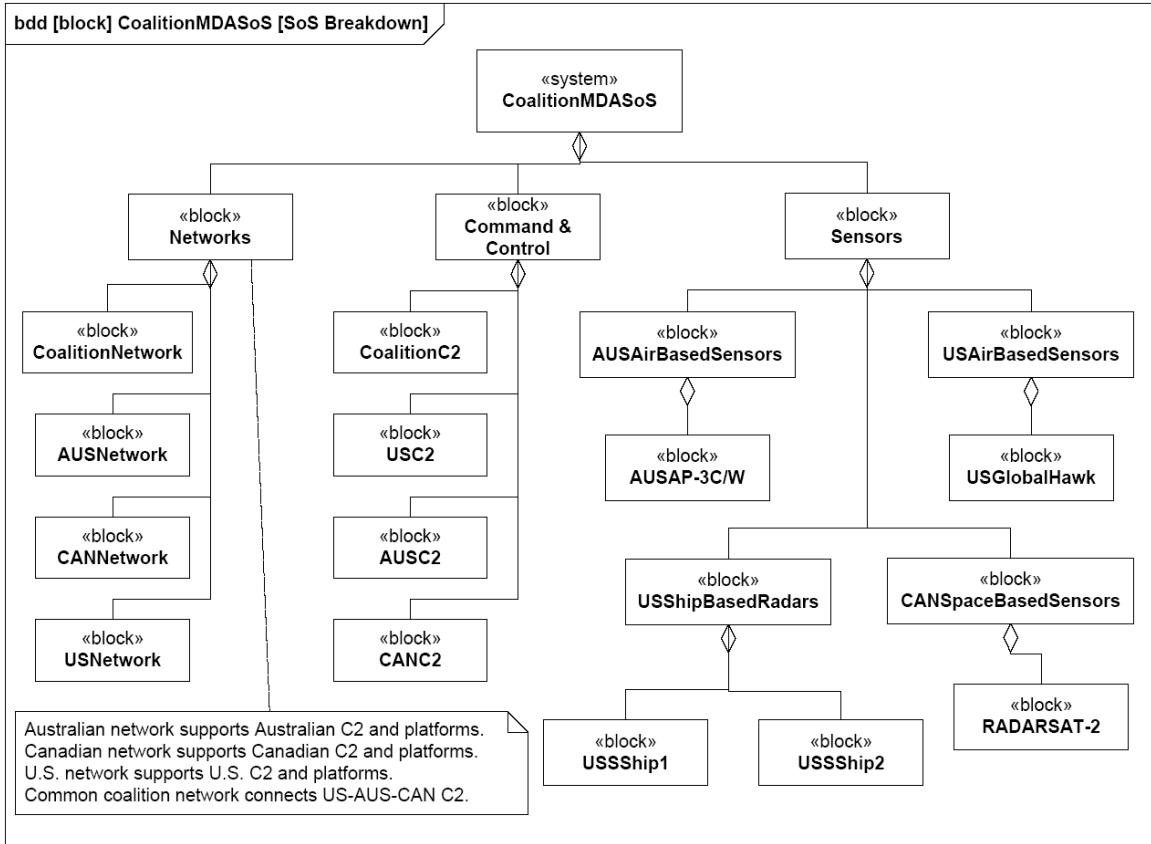 bdd [block] CoalitionMDASoS [SoS Breakdown]
«system»
CoalitionMDASoS
«block»
Networks
«block»
Command &
Control
«block»
Sensors
«block»
CoalitionNetwork
«block»
CoalitionC2
«block»
AUSAirBasedSensors
«block»
USAirBasedSensors
«block»
AUSNetwork
«block»
USC2
«block»
AUSAP-3C/W
«block»
USGlobalHawk
«block»
CANNetwork
«block»
AUSC2
«block»
USShipBasedRadars
«block»
CANSpaceBasedSensors
«block»
USNetwork
«block»
CANC2
«block»
RADARSAT-2
«block»
USSShip1
«block»
USSShip2
Australian network supports Australian C2 and platforms.
Canadian network supports Canadian C2 and platforms.
U.S. network supports U.S. C2 and platforms.
Common coalition network connects US-AUS-CAN C2.